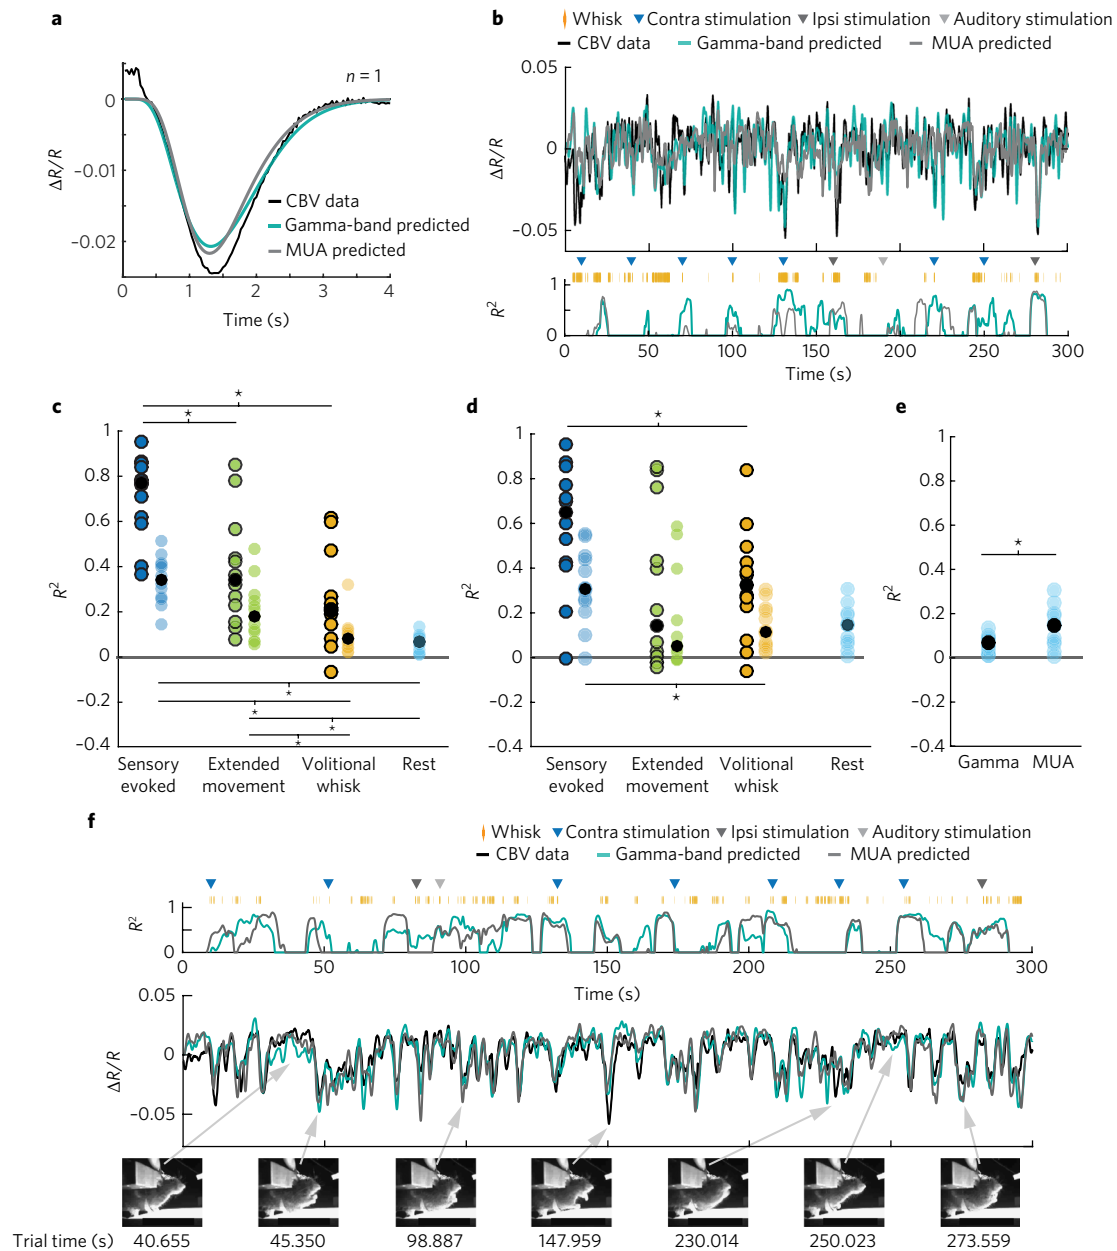 a
n = 1
0
−0.01
−0.02
ΔR/R
CBV data
Gamma-band predicted
MUA predicted
0 1 2 3 4
Time (s)
b
Whisk Contra stimulation Ipsi stimulation Auditory stimulation
CBV data Gamma-band predicted MUA predicted
0.05
0
−0.05
ΔR/R
1
0
R²
0 50 100 150 200 250 300
Time (s)
c
*
*
1
0.8
0.6
0.4
0.2
0
−0.2
−0.4
R²
*
*
*
*
Sensory evoked
Extended movement
Volitional whisk
Rest
d
*
1
0.8
0.6
0.4
0.2
0
−0.2
−0.4
R²
*
Sensory evoked
Extended movement
Volitional whisk
Rest
e
*
1
0.8
0.6
0.4
0.2
0
−0.2
−0.4
R²
Gamma MUA
f
Whisk Contra stimulation Ipsi stimulation Auditory stimulation
CBV data Gamma-band predicted MUA predicted
1
0
R²
0 50 100 150 200 250 300
Time (s)
0.05
0
−0.05
ΔR/R
Trial time (s) 40.655 45.350 98.887 147.959 230.014 250.023 273.559